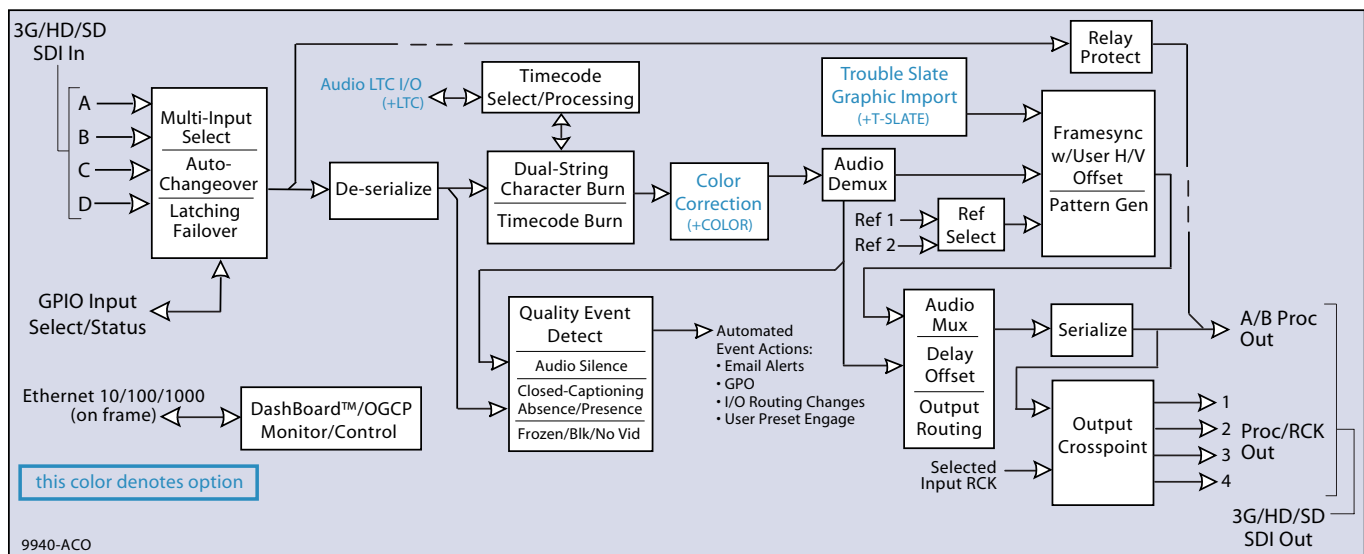 3G/HD/SD
SDI In
A
B
C
D
Multi-Input
Select
Auto-
Changeover
Latching
Failover
GPIO Input
Select/Status
De-serialize
Audio LTC I/O
(+LTC)
Timecode
Select/Processing
Dual-String
Character Burn
Timecode Burn
Color
Correction
(+COLOR)
Trouble Slate
Graphic Import
(+T-SLATE)
Audio
Demux
Ref 1
Ref 2
Ref
Select
Framesync
w/User H/V
Offset
Pattern Gen
Relay
Protect
Quality Event
Detect
Audio Silence
Closed-Captioning
Absence/Presence
Frozen/Blk/No Vid
Automated
Event Actions:
• Email Alerts
• GPO
• I/O Routing Changes
• User Preset Engage
Audio
Mux
Delay
Offset
Output
Routing
Serialize
A/B Proc
Out
Selected
Input RCK
Output
Crosspoint
1
2
3
4
Proc/RCK
Out
3G/HD/SD
SDI Out
Ethernet 10/100/1000
(on frame)
DashBoard™/OGCP
Monitor/Control
this color denotes option
9940-ACO